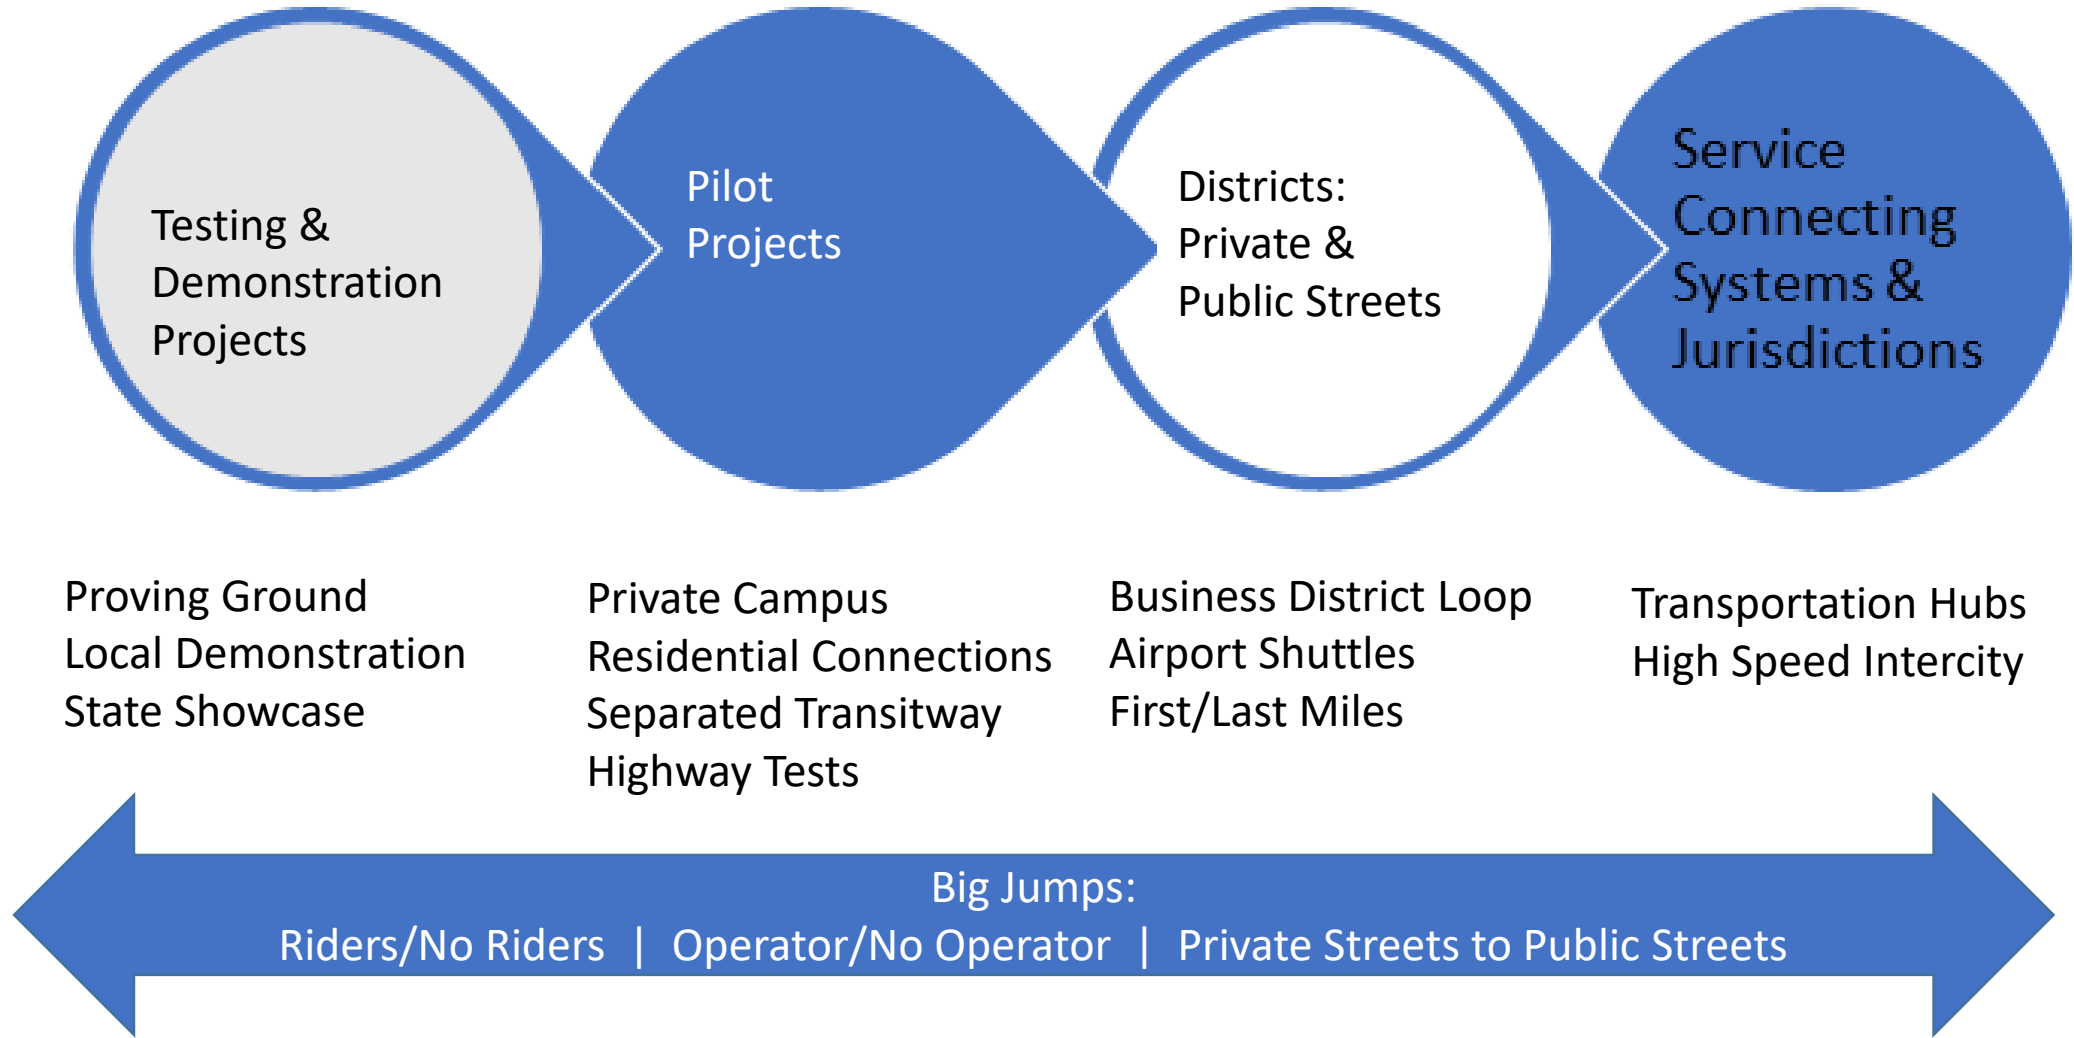 Testing &
Demonstration
Projects
Pilot
Projects
Districts:
Private &
Public Streets
Service
Connecting
Systems &
Jurisdictions
Proving Ground
Local Demonstration
State Showcase
Private Campus
Residential Connections
Separated Transitway
Highway Tests
Business District Loop
Airport Shuttles
First/Last Miles
Transportation Hubs
High Speed Intercity
Big Jumps:
Riders/No Riders | Operator/No Operator | Private Streets to Public Streets